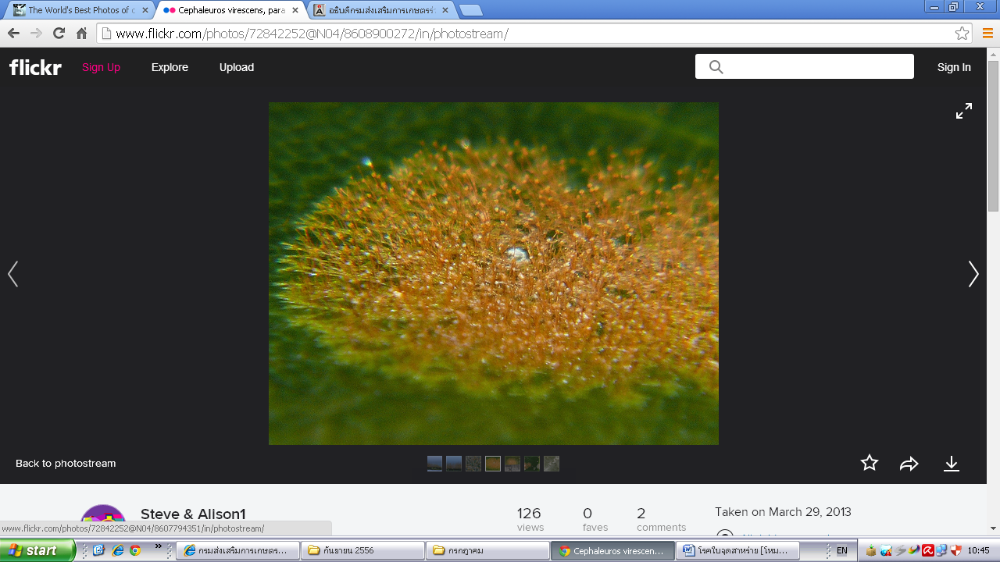 The World's Best Photos of c
Cephaleuros virescens, para
อธิบดีกรมส่งเสริมการเกษตรร่
www.flickr.com/photos/72842252@N04/8608900272/in/photostream/
flickr
Sign Up
Explore
Upload
Sign In
Back to photostream
Steve & Alison1
126
views
0
faves
2
comments
Taken on March 29, 2013
www.flickr.com/photos/72842252@N04/8607794351/in/photostream/
start
กรมส่งเสริมการเกษตร...
กันยายน 2556
กรกฎาคม
Cephaleuros virescen...
โรคใบจุดสาหร่าย [โหม...
EN
10:45